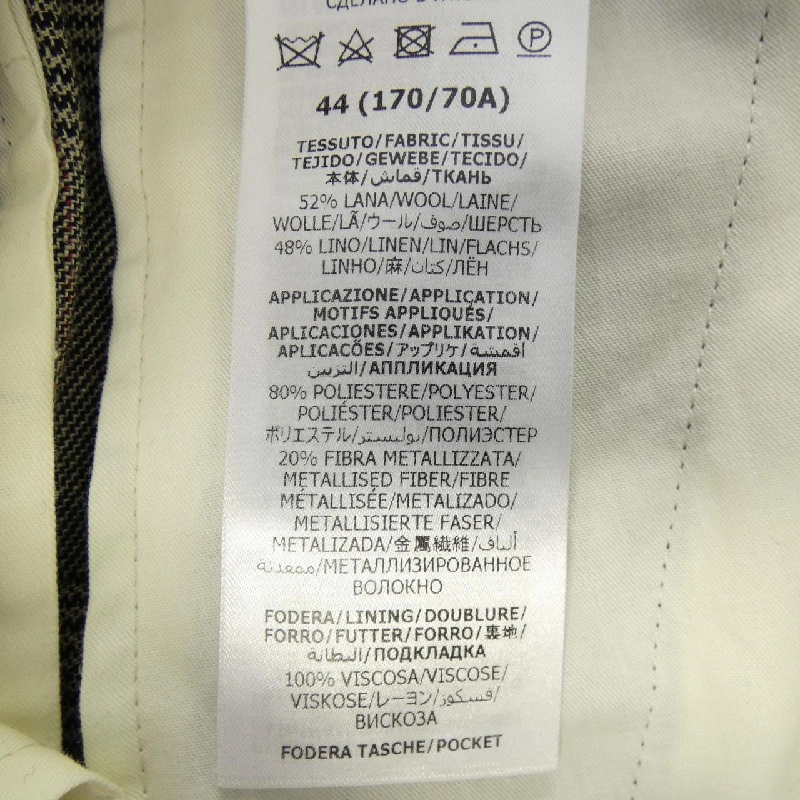 СДЕЛАНО В
P
44 (170/70A)
TESSUTO/FABRIC/TISSU/
TEJIDO/GEWEBE/TECIDO/
本体/قماش/ТКАНЬ
52% LANA/WOOL/LAINE/
WOLLE/LÃ/ウール/صوف/ШЕРСТЬ
48% LINO/LINEN/LIN/FLACHS/
LINHO/麻/كتان/ЛЁН
APPLICAZIONE/APPLICATION/
MOTIFS APPLIQUÉS/
APLICACIONES/APPLIKATION/
APLICACÕES/アップリケ/أقمشة
التزيين/АППЛИКАЦИЯ
80% POLIESTERE/POLYESTER/
POLIÉSTER/POLIESTER/
ポリエステル/بوليستر/ПОЛИЭСТЕР
20% FIBRA METALLIZZATA/
METALLISED FIBER/FIBRE
MÉTALLISÉE/METALIZADO/
METALLISIERTE FASER/
METALIZADA/金属繊維/ألياف
معدنية/МЕТАЛЛИЗИРОВАННОЕ
ВОЛОКНО
FODERA/LINING/DOUBLURE/
FORRO/FUTTER/FORRO/裏地/
البطانة/ПОДКЛАДКА
100% VISCOSA/VISCOSE/
VISKOSE/レーヨン/فسكوز/
ВИСКОЗА
FODERA TASCHE/POCKET